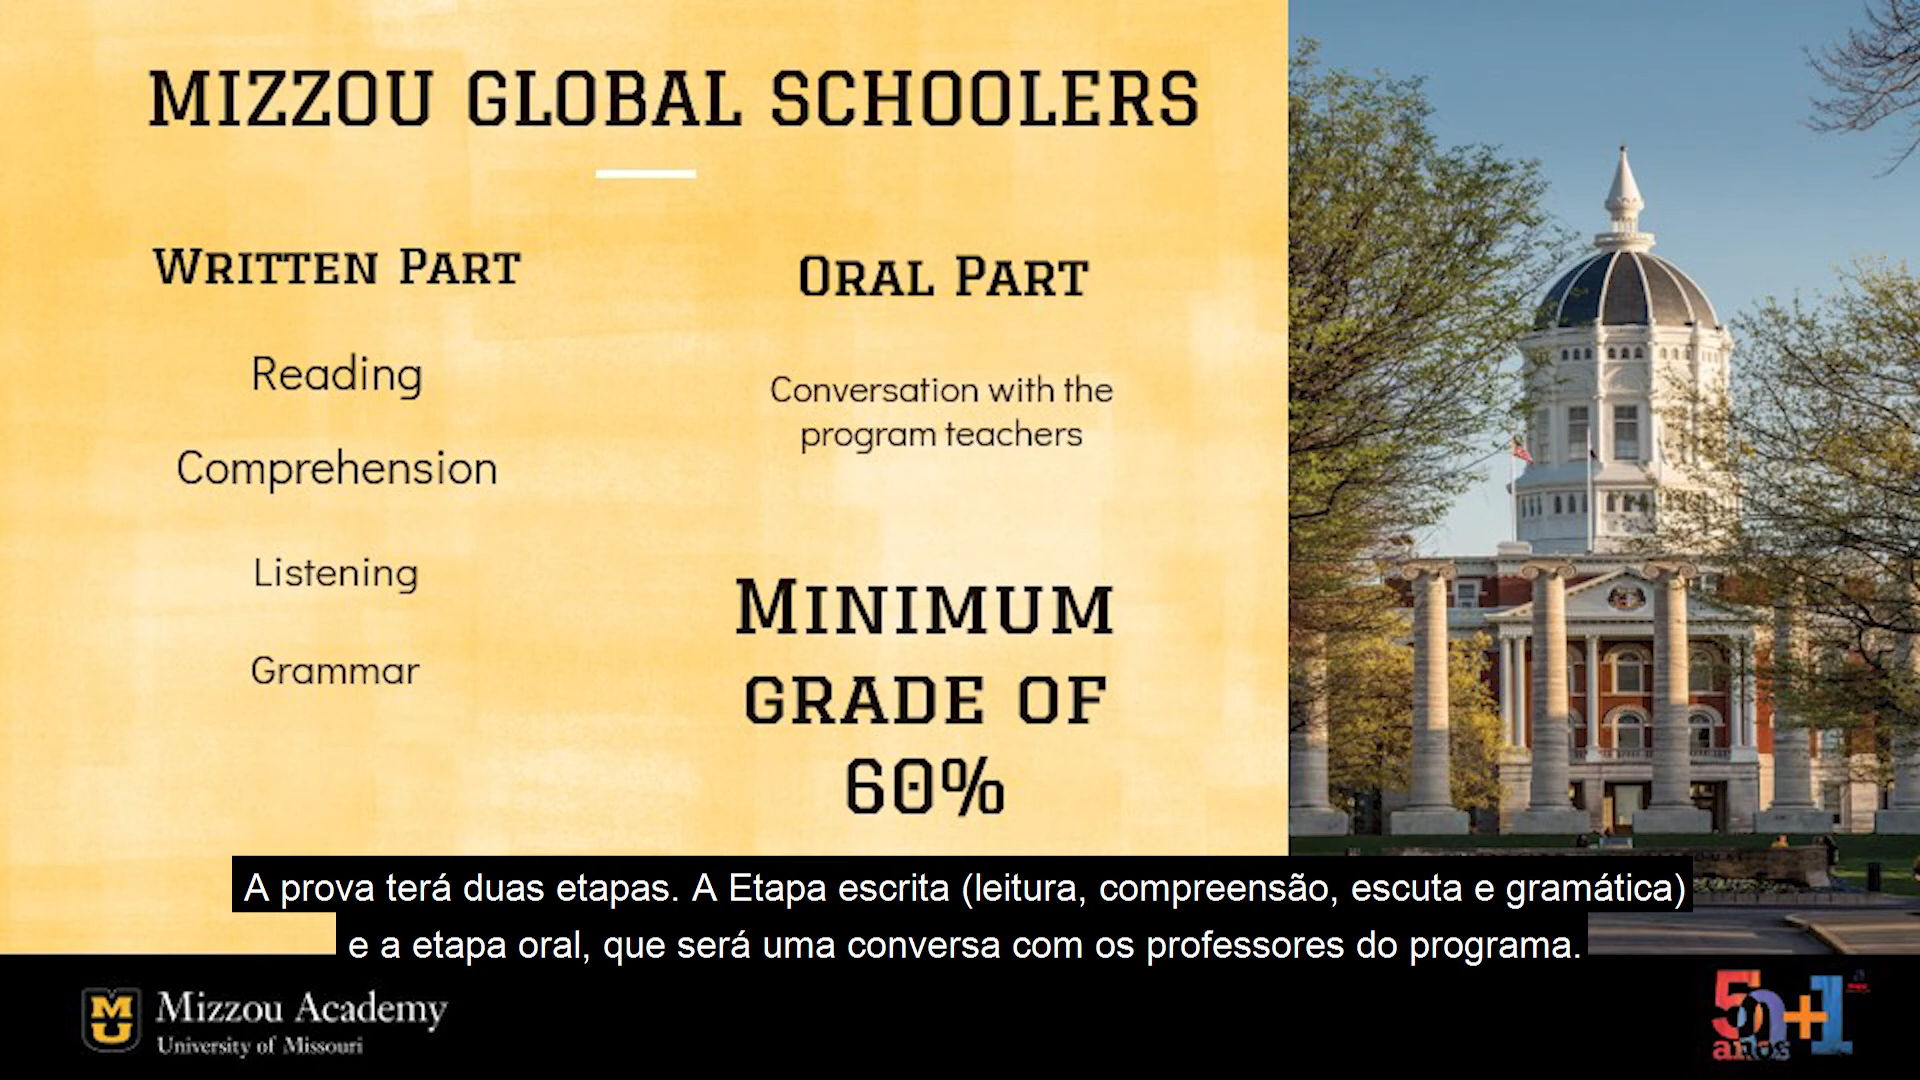 MIZZOU GLOBAL SCHOOLERS
WRITTEN PART
Reading
Comprehension
Listening
Grammar
ORAL PART
Conversation with the
program teachers
MINIMUM
GRADE OF
60%
A prova terá duas etapas. A Etapa escrita (leitura, compreensão, escuta e gramática)
e a etapa oral, que será uma conversa com os professores do programa.
Mizzou Academy
University of Missouri
50+1
anos